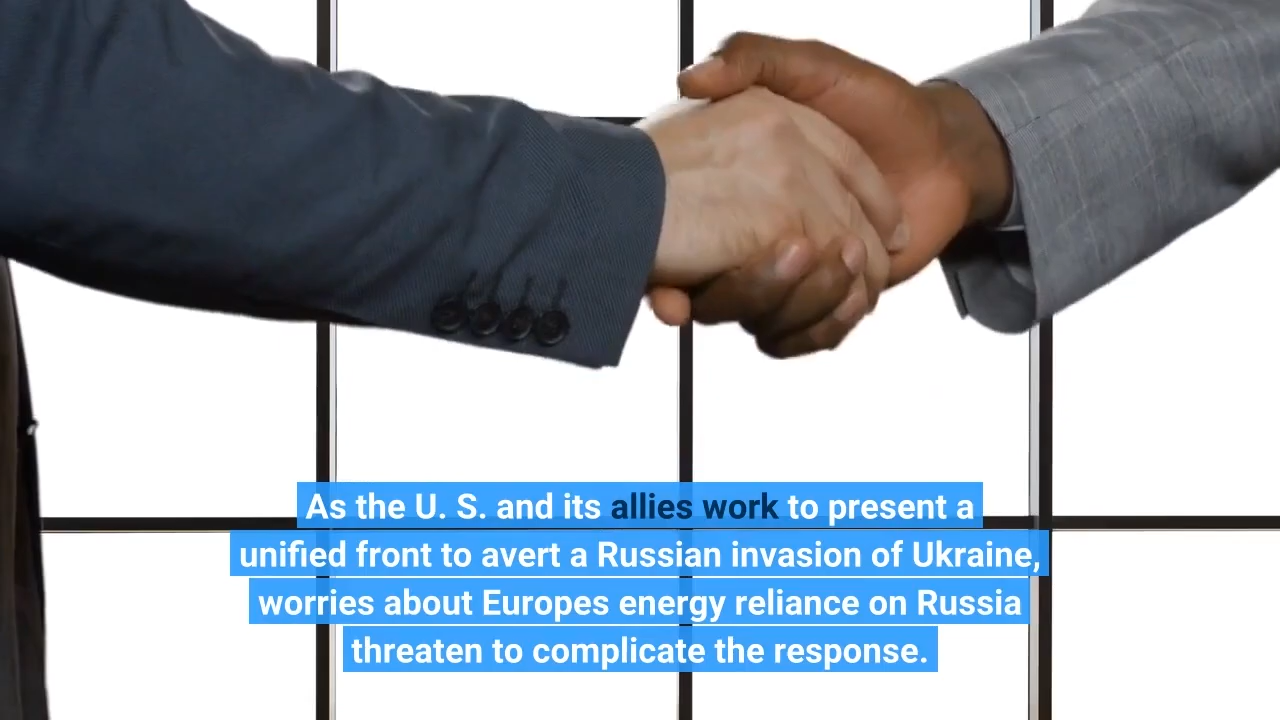 As the U. S. and its allies work to present a
unified front to avert a Russian invasion of Ukraine,
worries about Europes energy reliance on Russia
threaten to complicate the response.